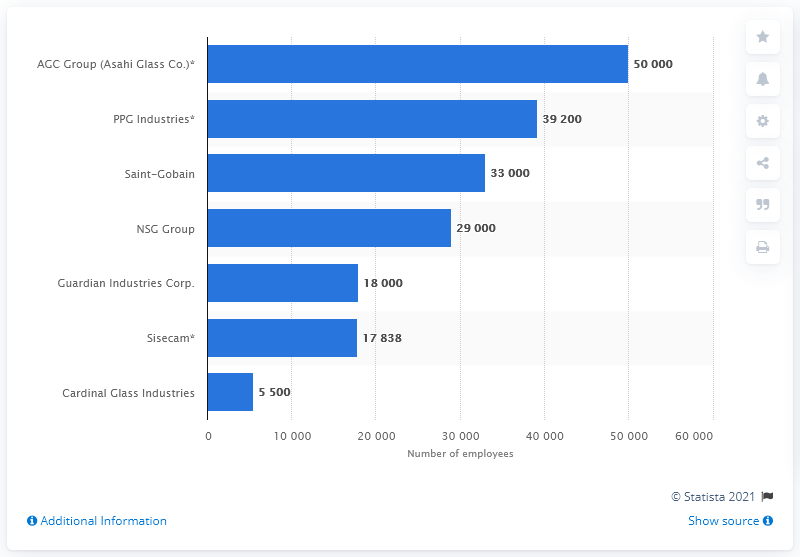 AGC Group (Asahi Glass Co.)* 50 000
PPG Industries* 39 200
Saint-Gobain 33 000
NSG Group 29 000
Guardian Industries Corp. 18 000
Sisecam* 17 838
Cardinal Glass Industries 5 500
0 10 000 20 000 30 000 40 000 50 000 60 000
Number of employees
© Statista 2021
Additional Information Show source